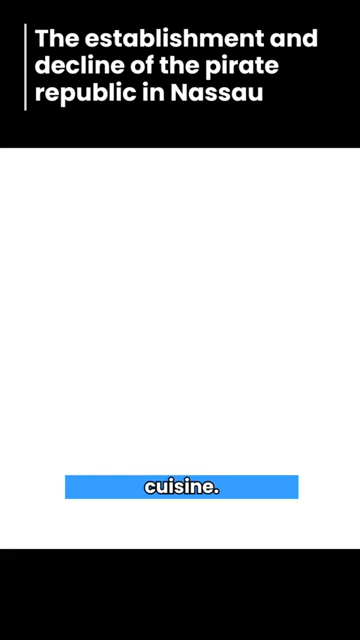 The establishment and
decline of the pirate
republic in Nassau
cuisine.